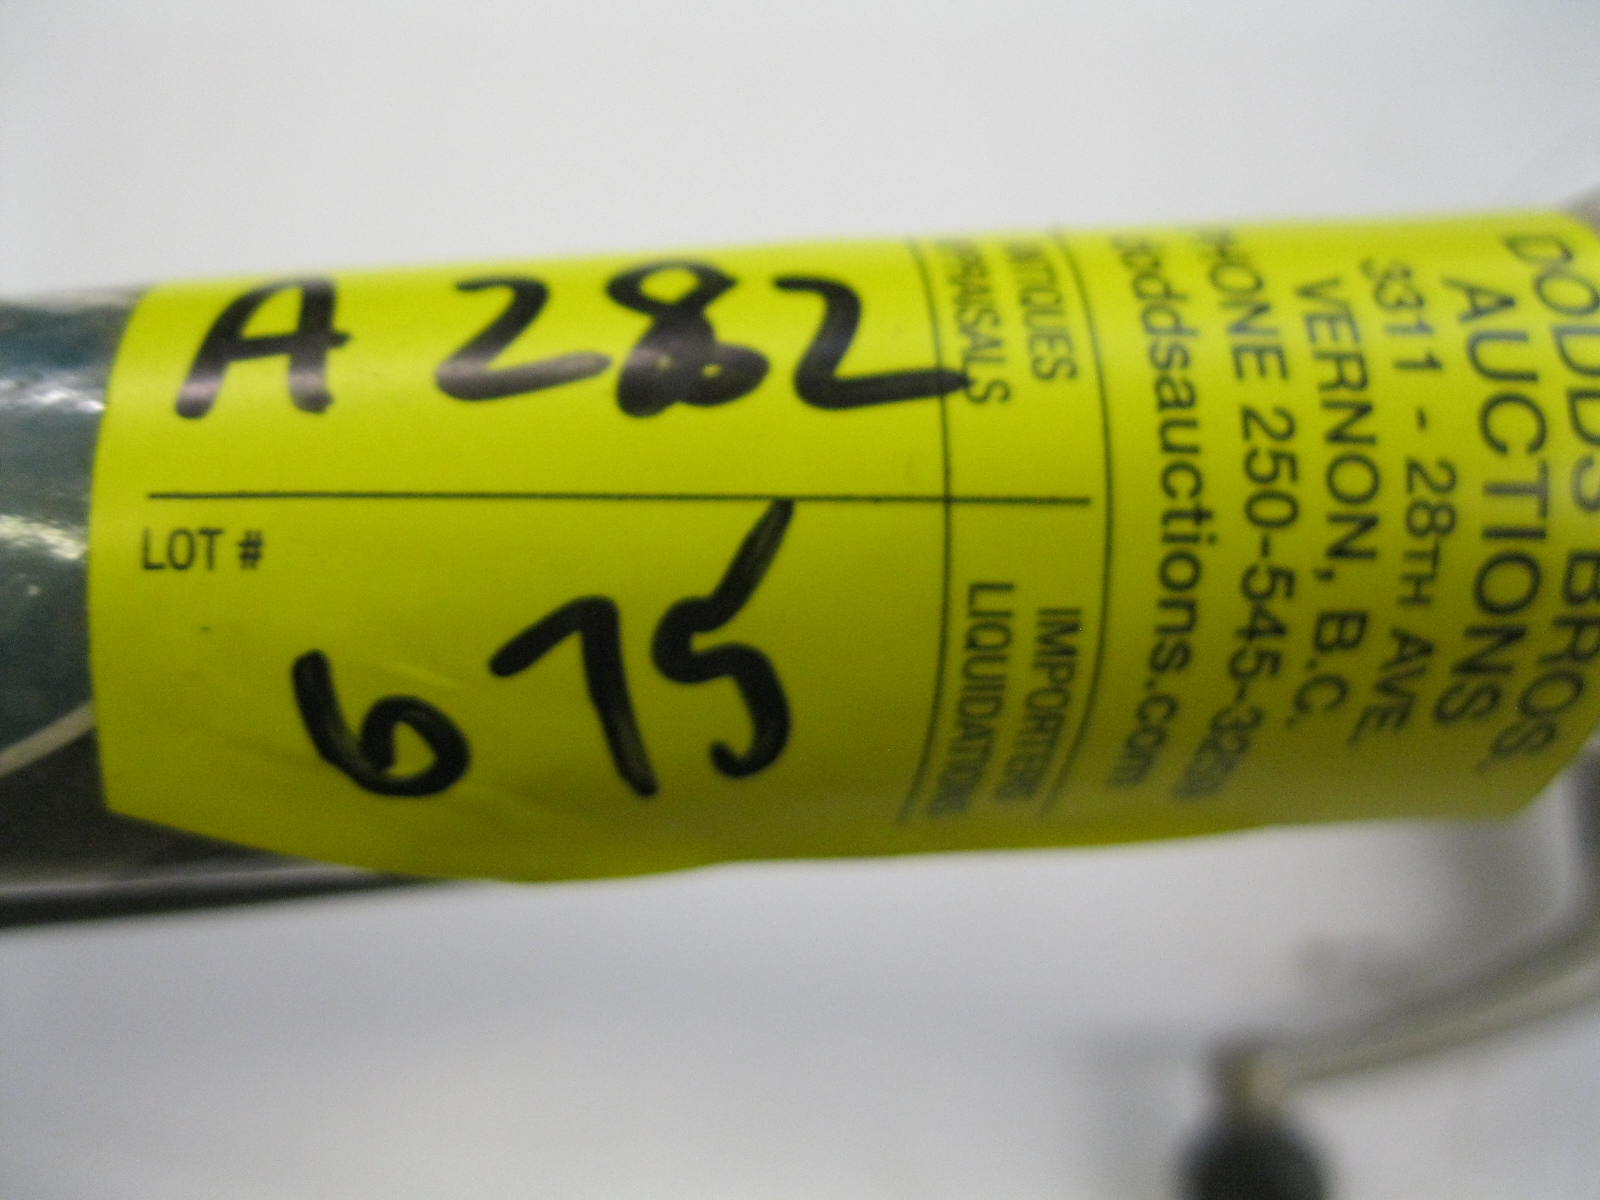 A 282
LOT #
675
ANTIQUES
APPRAISALS
IMPORTERS
LIQUIDATIONS
DODDS BROS.
AUCTIONS
3311 - 28TH AVE
VERNON, B.C.
PHONE 250-545-3259
doddsauctions.com